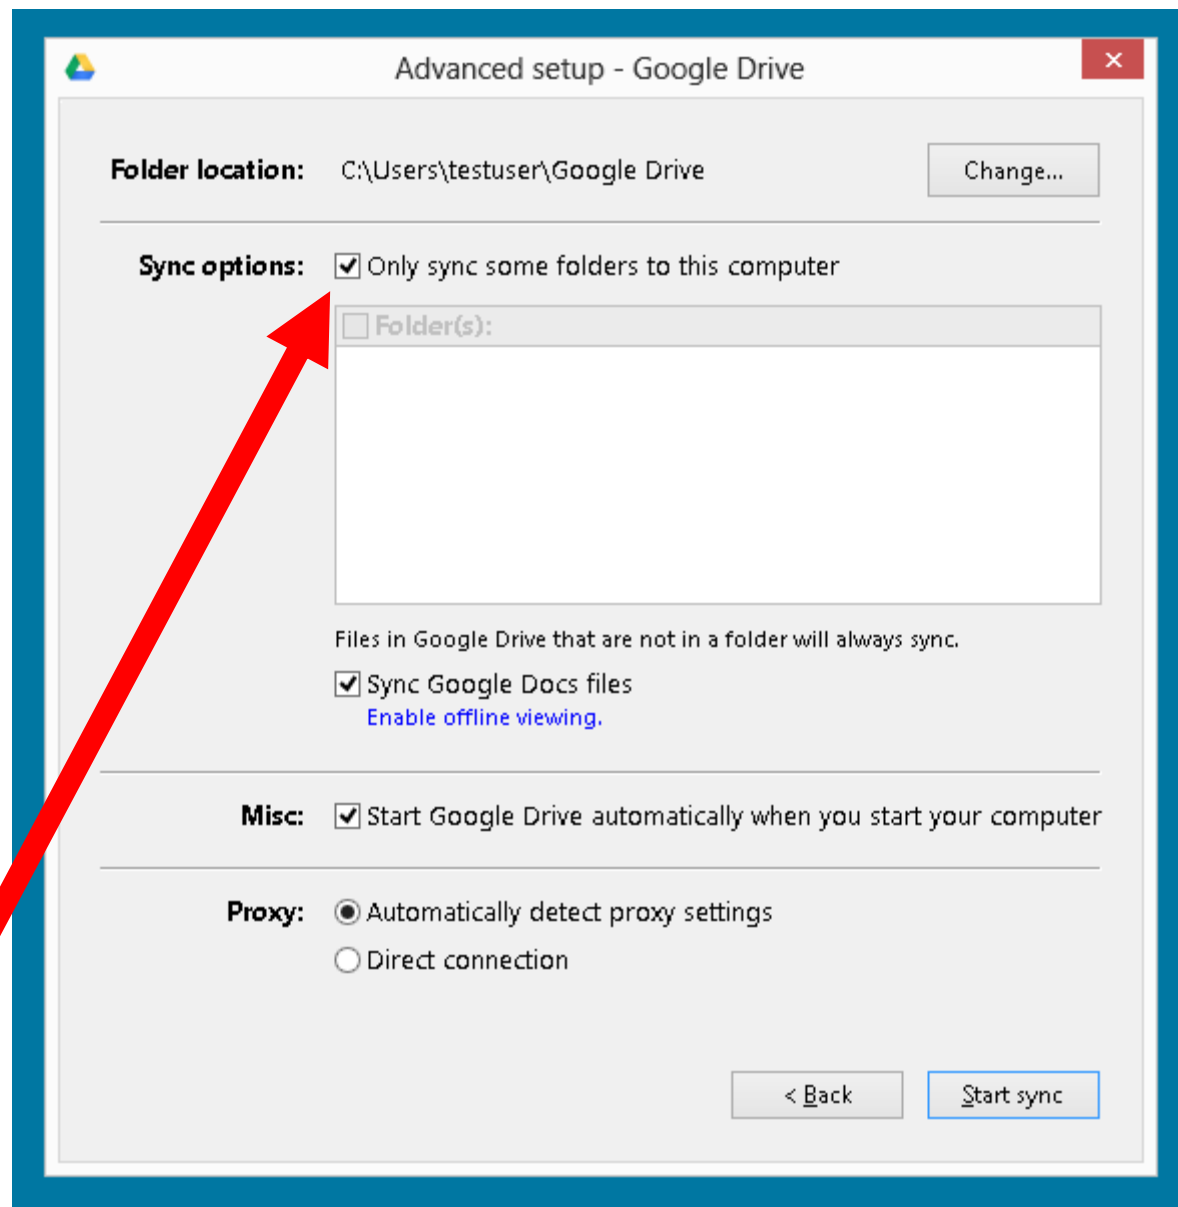 Advanced setup - Google Drive
Folder location: C:\Users\testuser\Google Drive Change...
Sync options: Only sync some folders to this computer
Folder(s):
Files in Google Drive that are not in a folder will always sync.
Sync Google Docs files
Enable offline viewing.
Misc: Start Google Drive automatically when you start your computer
Proxy: Automatically detect proxy settings
Direct connection
< Back Start sync